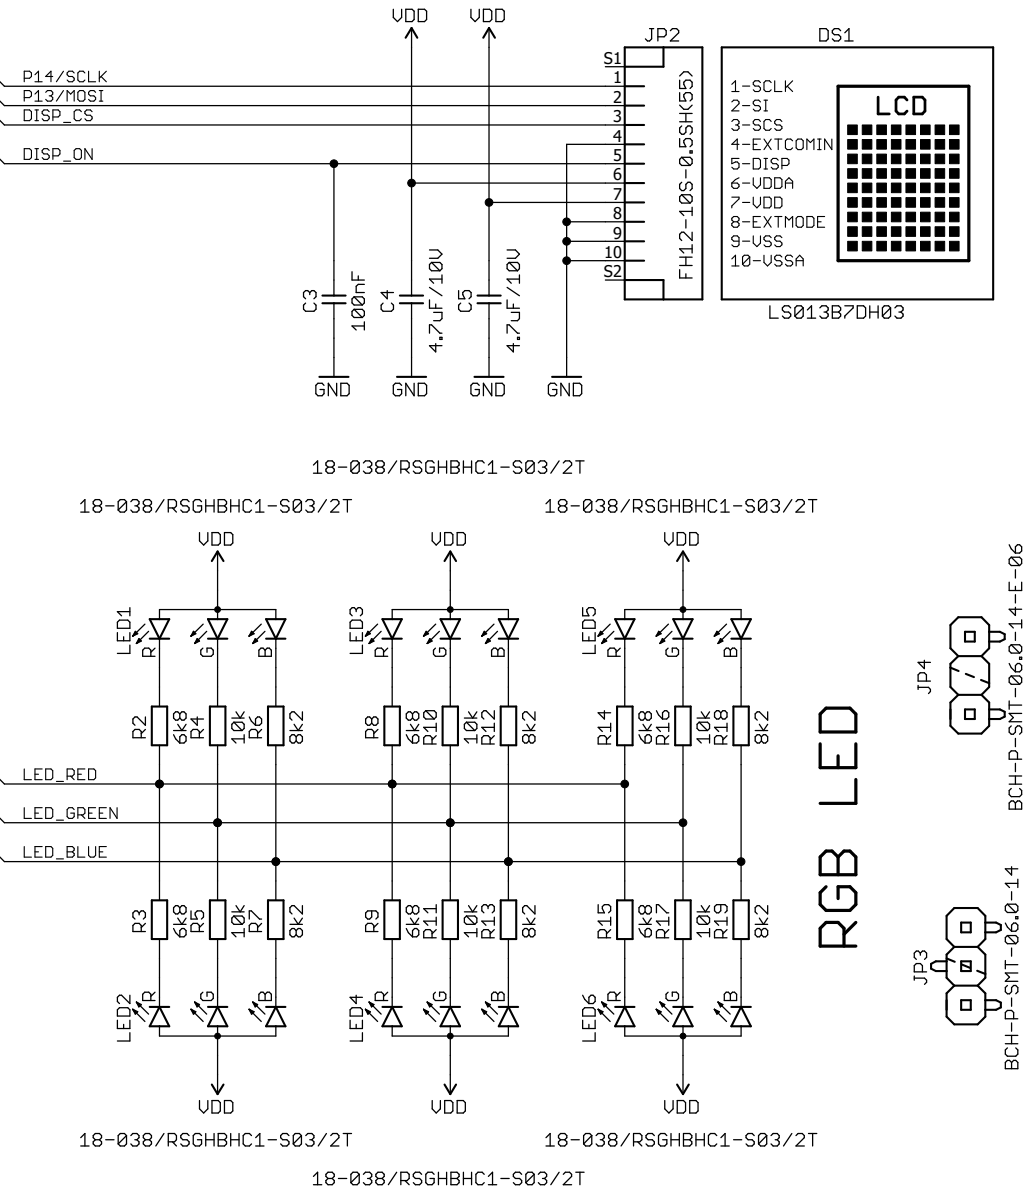 VDD VDD
JP2 DS1
S1
P14/SCLK 1
P13/MOSI 2
DISP_CS 3
4
DISP_ON 5
6
7
8
9
10
S2
FH12-10S-0.5SH(55)
1-SCLK
2-SI
3-SCS
4-EXTCOMIN
5-DISP
6-VDDA
7-VDD
8-EXTMODE
9-VSS
10-VSSA
LCD
LS013B7DH03
C3 100nF C4 4.7uF/10V C5 4.7uF/10V
GND GND GND GND
18-038/RSGHBHC1-S03/2T
18-038/RSGHBHC1-S03/2T 18-038/RSGHBHC1-S03/2T
VDD VDD VDD
LED1 R G B LED3 R G B LED5 R G B
R2 6k8 R4 10k R6 8k2 R8 6k8 R10 10k R12 8k2 R14 6k8 R16 10k R18 8k2
LED_RED
LED_GREEN
LED_BLUE
R3 6k8 R5 10k R7 8k2 R9 6k8 R11 10k R13 8k2 R15 6k8 R17 10k R19 8k2
LED2 R G B LED4 R G B LED6 R G B
VDD VDD VDD
18-038/RSGHBHC1-S03/2T 18-038/RSGHBHC1-S03/2T
18-038/RSGHBHC1-S03/2T
RGB LED
JP4
BCH-P-SMT-06.0-14-E-06
JP3
BCH-P-SMT-06.0-14